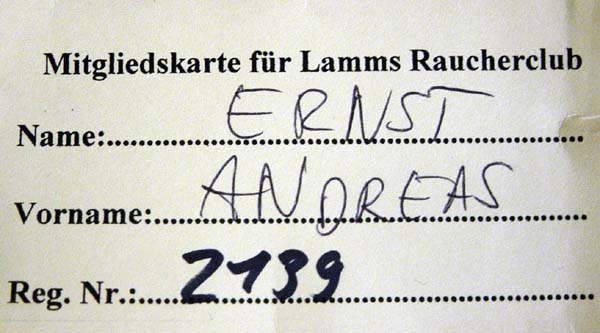 Mitgliedskarte für Lamms Raucherclub
Name: ERNST
Vorname: ANDREAS
Reg. Nr.: 2139